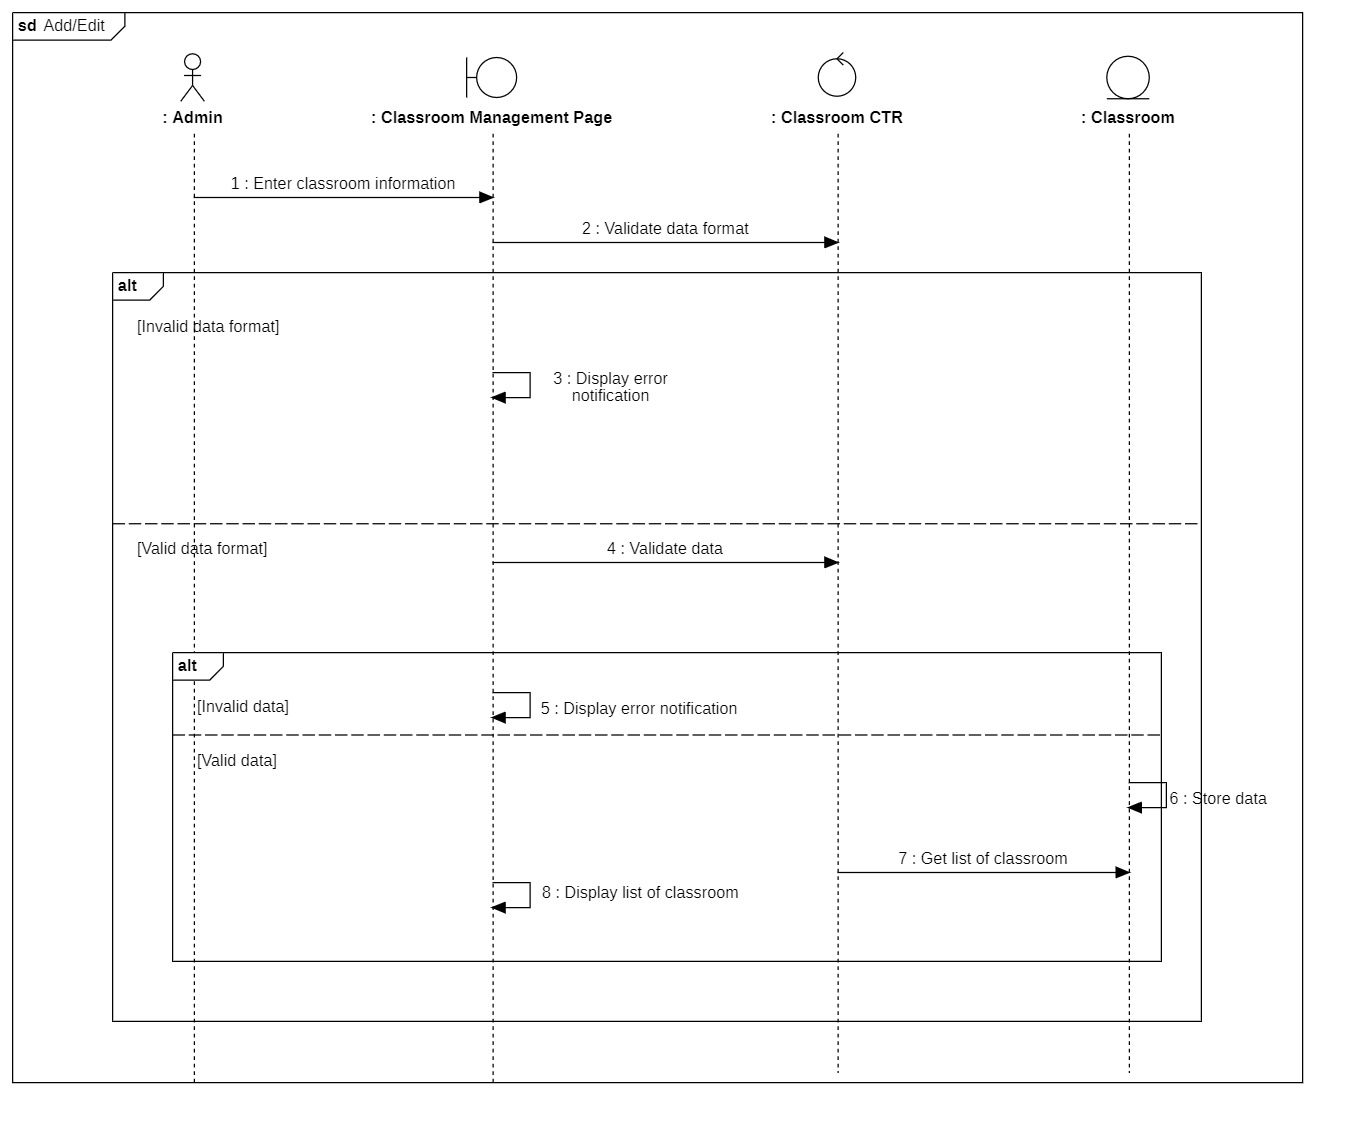 sd Add/Edit
: Admin
: Classroom Management Page
: Classroom CTR
: Classroom
1 : Enter classroom information
2 : Validate data format
alt
[Invalid data format]
3 : Display error
notification
[Valid data format]
4 : Validate data
alt
[Invalid data]
5 : Display error notification
[Valid data]
6 : Store data
7 : Get list of classroom
8 : Display list of classroom